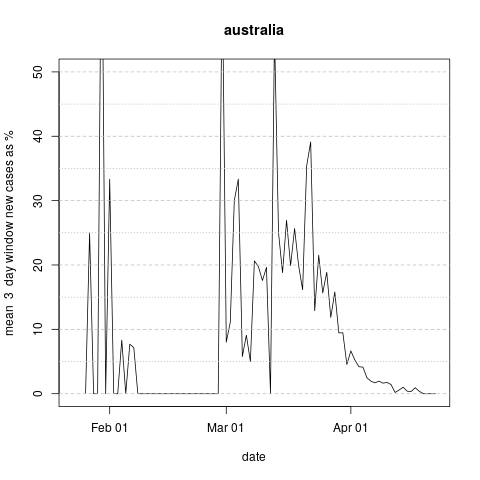 australia
mean  3  day window new cases as %
50
40
30
20
10
0
Feb 01
Mar 01
Apr 01
date